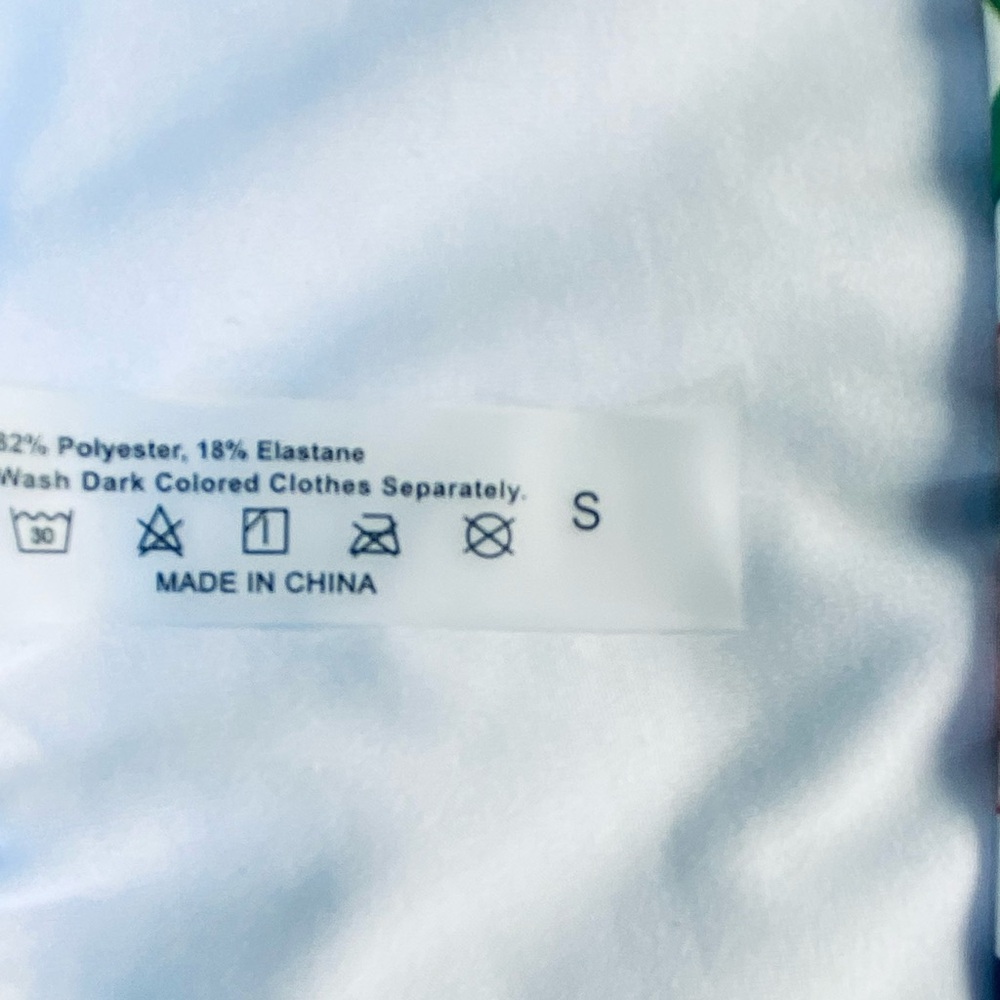 82% Polyester, 18% Elastane
Wash Dark Colored Clothes Separately.
30
S
MADE IN CHINA